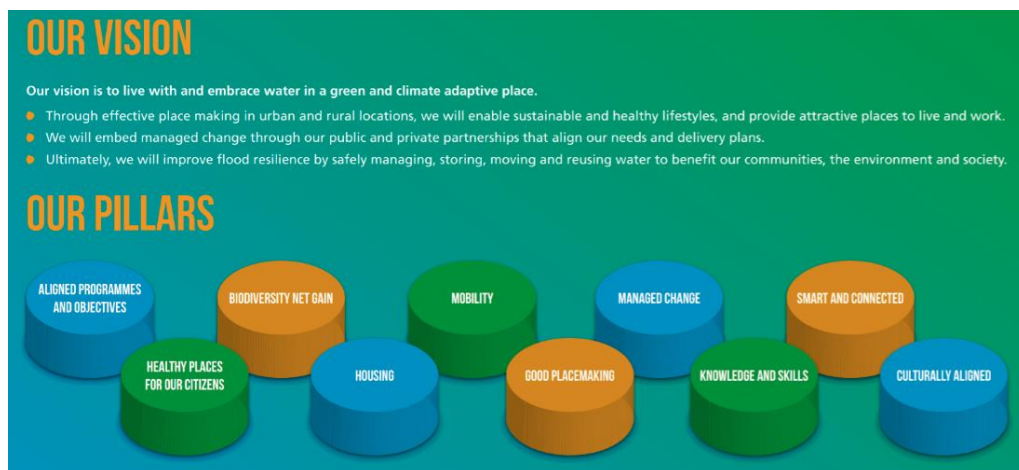 OUR VISION
Our vision is to live with and embrace water in a green and climate adaptive place.
Through effective place making in urban and rural locations, we will enable sustainable and healthy lifestyles, and provide attractive places to live and work.
We will embed managed change through our public and private partnerships that align our needs and delivery plans.
Ultimately, we will improve flood resilience by safely managing, storing, moving and reusing water to benefit our communities, the environment and society.
OUR PILLARS
ALIGNED PROGRAMMES
AND OBJECTIVES
BIODIVERSITY NET GAIN
MOBILITY
MANAGED CHANGE
SMART AND CONNECTED
HEALTHY PLACES
FOR OUR CITIZENS
HOUSING
GOOD PLACEMAKING
KNOWLEDGE AND SKILLS
CULTURALLY ALIGNED